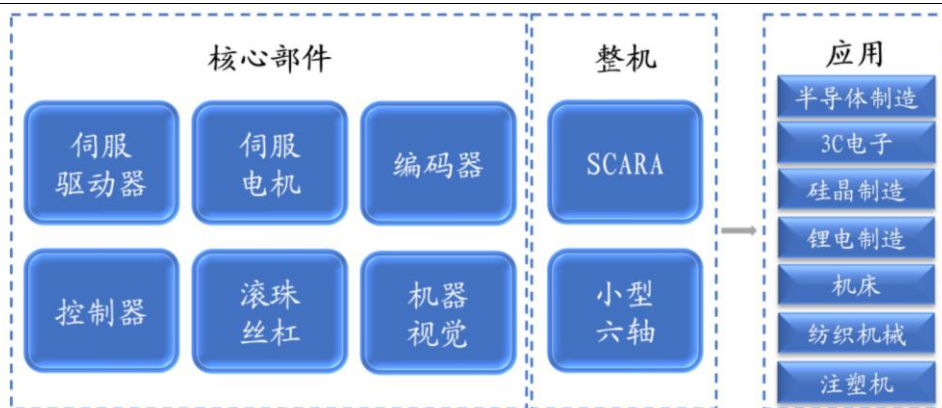 核心部件
伺服
驱动器
伺服
电机
编码器
控制器
滚珠
丝杠
机器
视觉
整机
SCARA
小型
六轴
应用
半导体制造
3C电子
硅晶制造
锂电制造
机床
纺织机械
注塑机